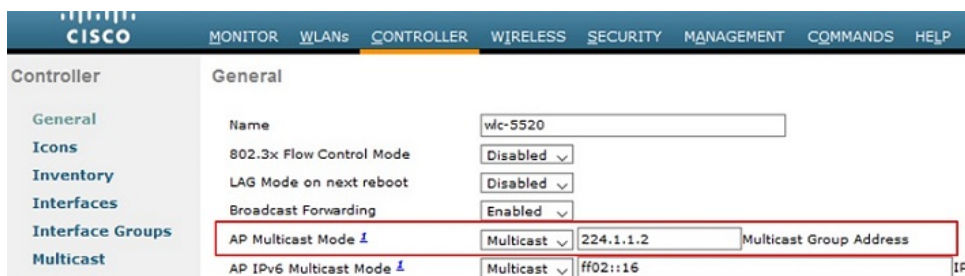 CISCO
MONITOR WLANs CONTROLLER WIRELESS SECURITY MANAGEMENT COMMANDS HELP
Controller
General
Icons
Inventory
Interfaces
Interface Groups
Multicast
General
Name wlc-5520
802.3x Flow Control Mode Disabled
LAG Mode on next reboot Disabled
Broadcast Forwarding Enabled
AP Multicast Mode 1 Multicast 224.1.1.2 Multicast Group Address
AP IPv6 Multicast Mode 1 Multicast ff02::16